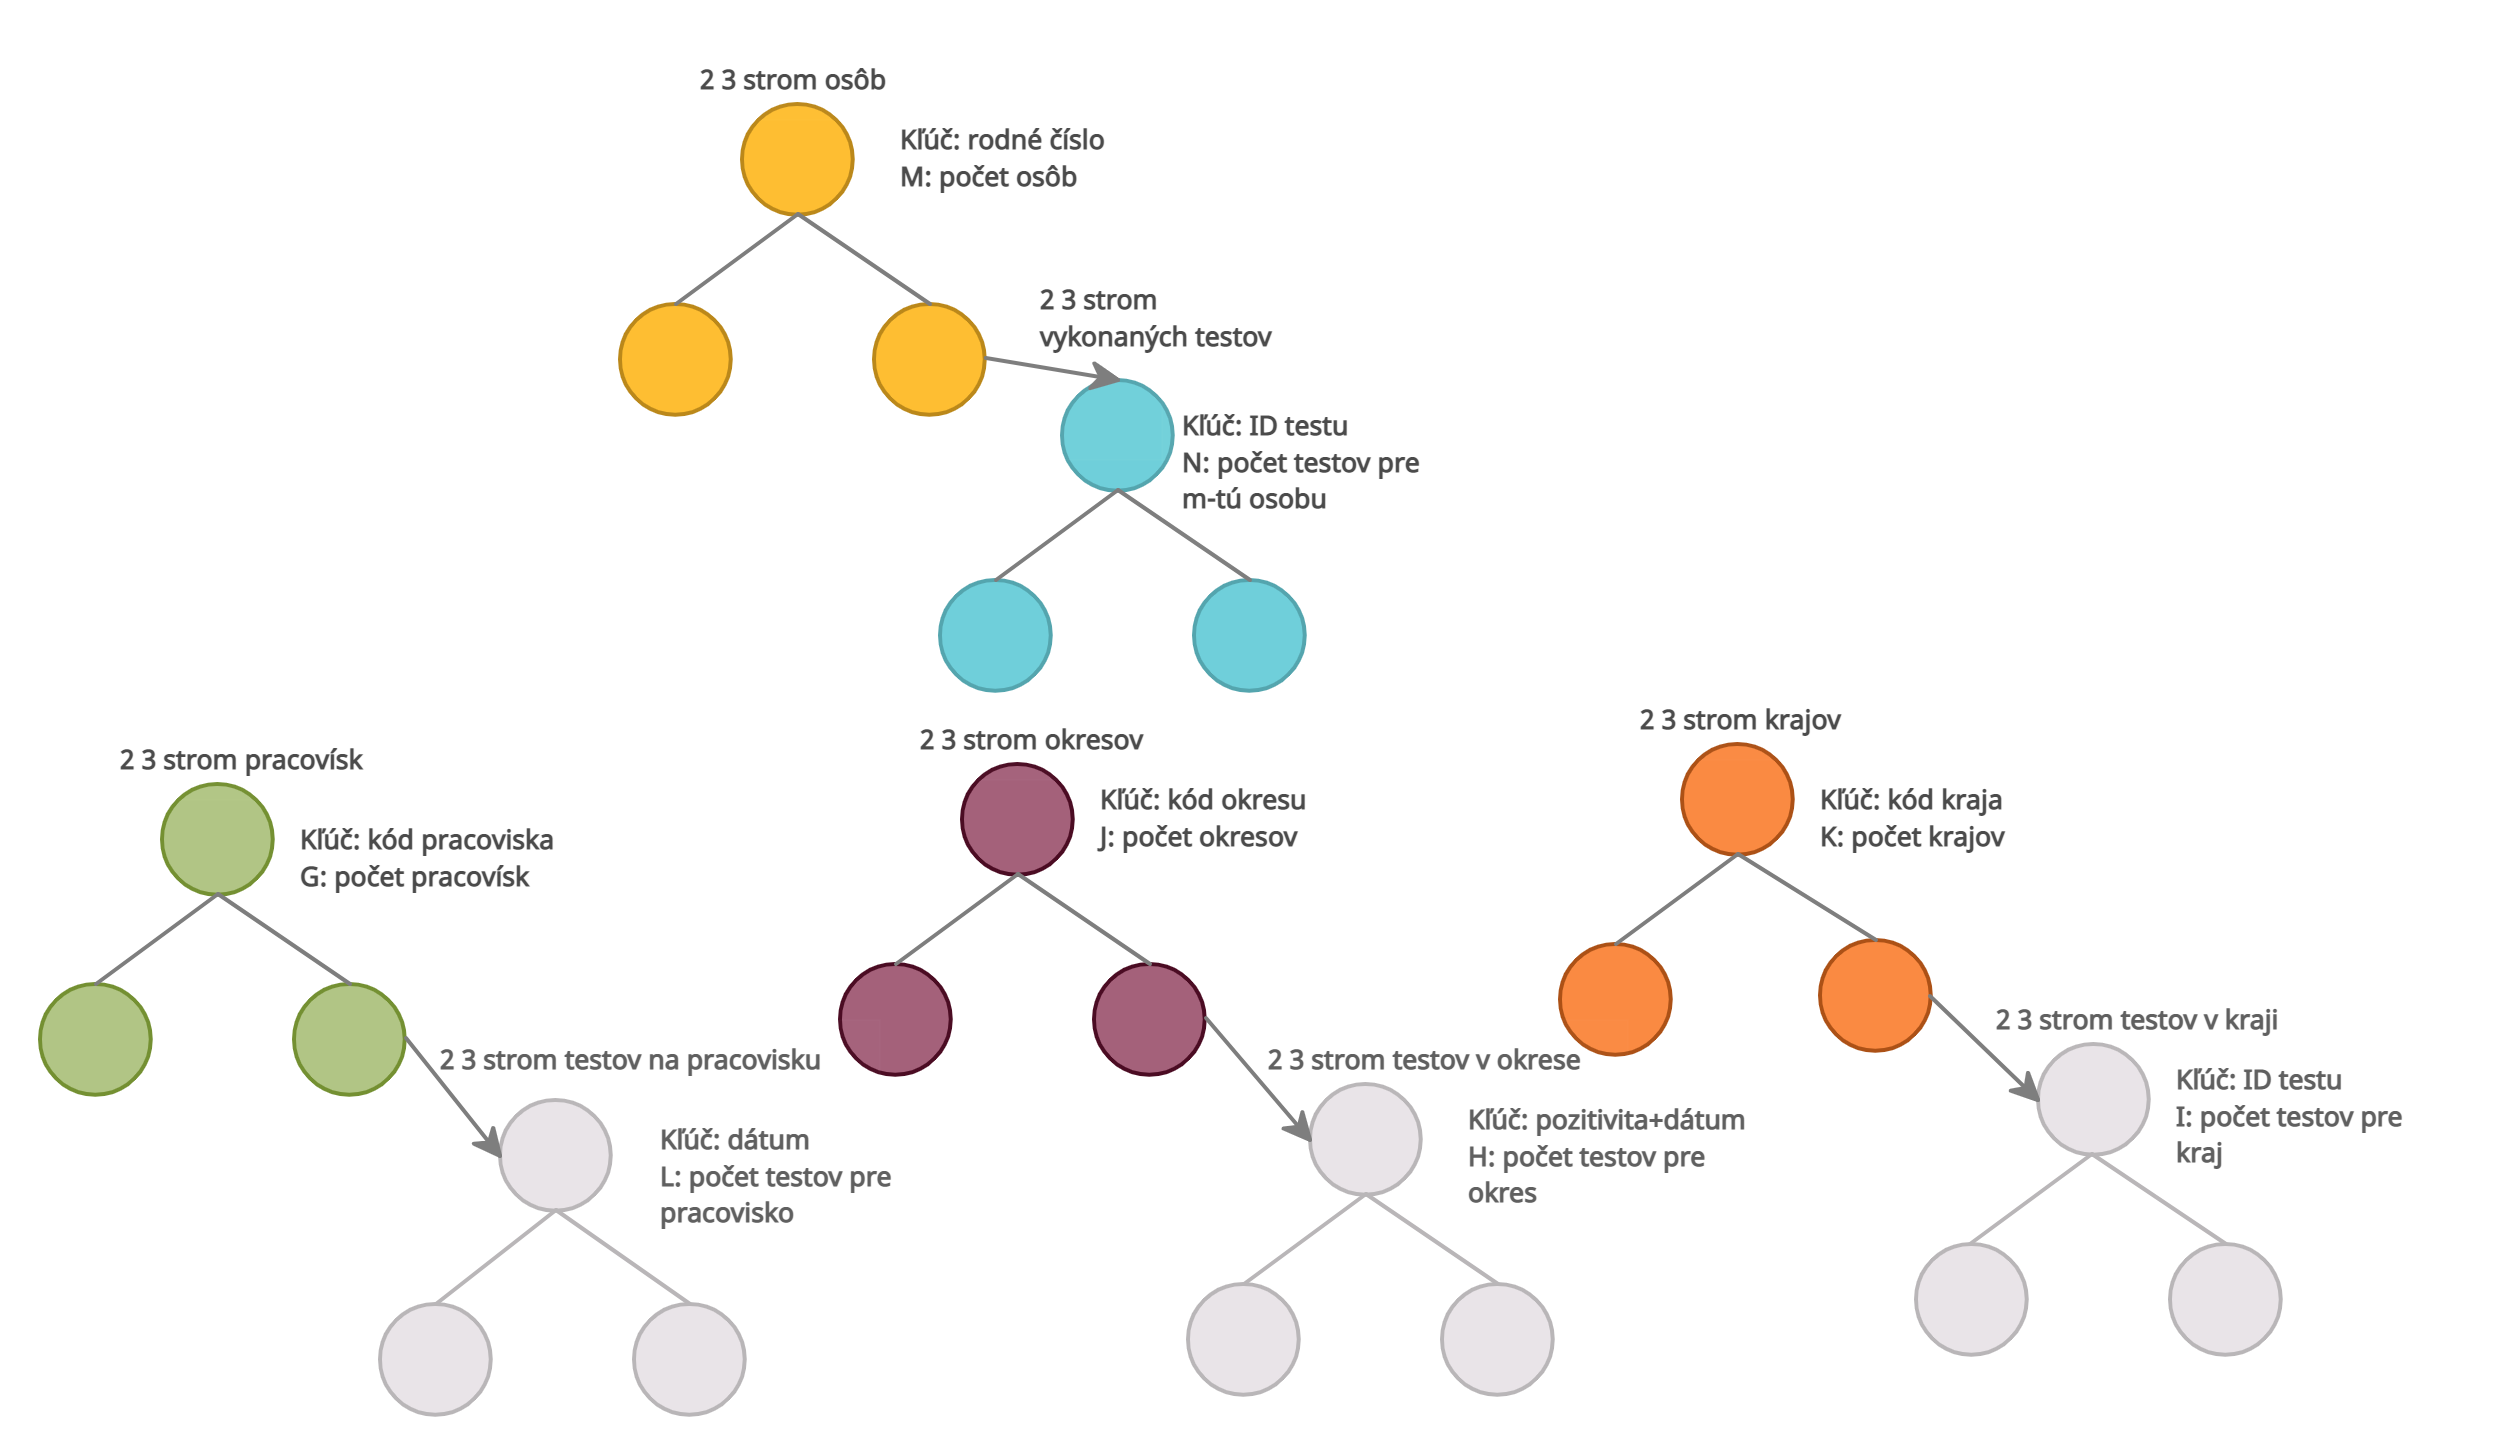 2 3 strom osôb
Kľúč: rodné číslo
M: počet osôb
2 3 strom
vykonaných testov
Kľúč: ID testu
N: počet testov pre
m-tú osobu
2 3 strom pracovísk
Kľúč: kód pracoviska
G: počet pracovísk
2 3 strom testov na pracovisku
Kľúč: dátum
L: počet testov pre
pracovisko
2 3 strom okresov
Kľúč: kód okresu
J: počet okresov
2 3 strom testov v okrese
Kľúč: pozitivita+dátum
H: počet testov pre
okres
2 3 strom krajov
Kľúč: kód kraja
K: počet krajov
2 3 strom testov v kraji
Kľúč: ID testu
I: počet testov pre
kraj